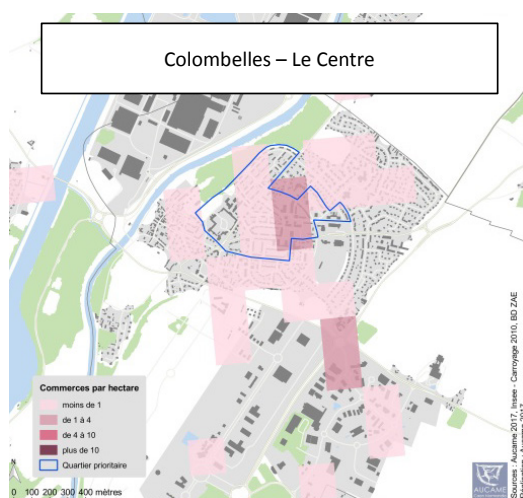 Colombelles – Le Centre
Commerces par hectare
moins de 1
de 1 à 4
de 4 à 10
plus de 10
Quartier prioritaire
N
0 100 200 300 400 mètres
Sources : Aucame 2017, Insee - Carroyage 2010, BD ZAE
AUCAME